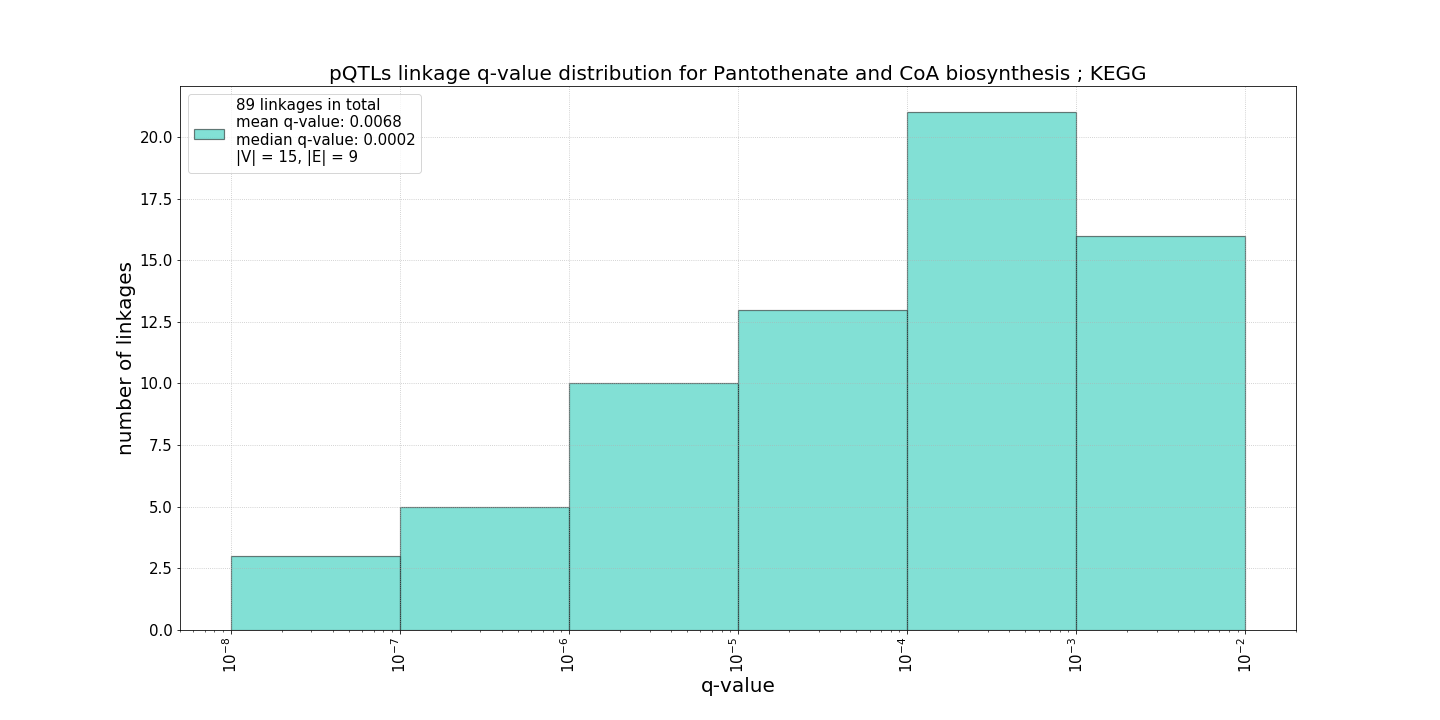 pQTLs linkage q-value distribution for Pantothenate and CoA biosynthesis ; KEGG
89 linkages in total
mean q-value: 0.0068
median q-value: 0.0002
|V| = 15, |E| = 9
number of linkages
20.0
17.5
15.0
12.5
10.0
7.5
5.0
2.5
0.0
10⁻⁸
10⁻⁷
10⁻⁶
10⁻⁵
10⁻⁴
10⁻³
10⁻²
q-value